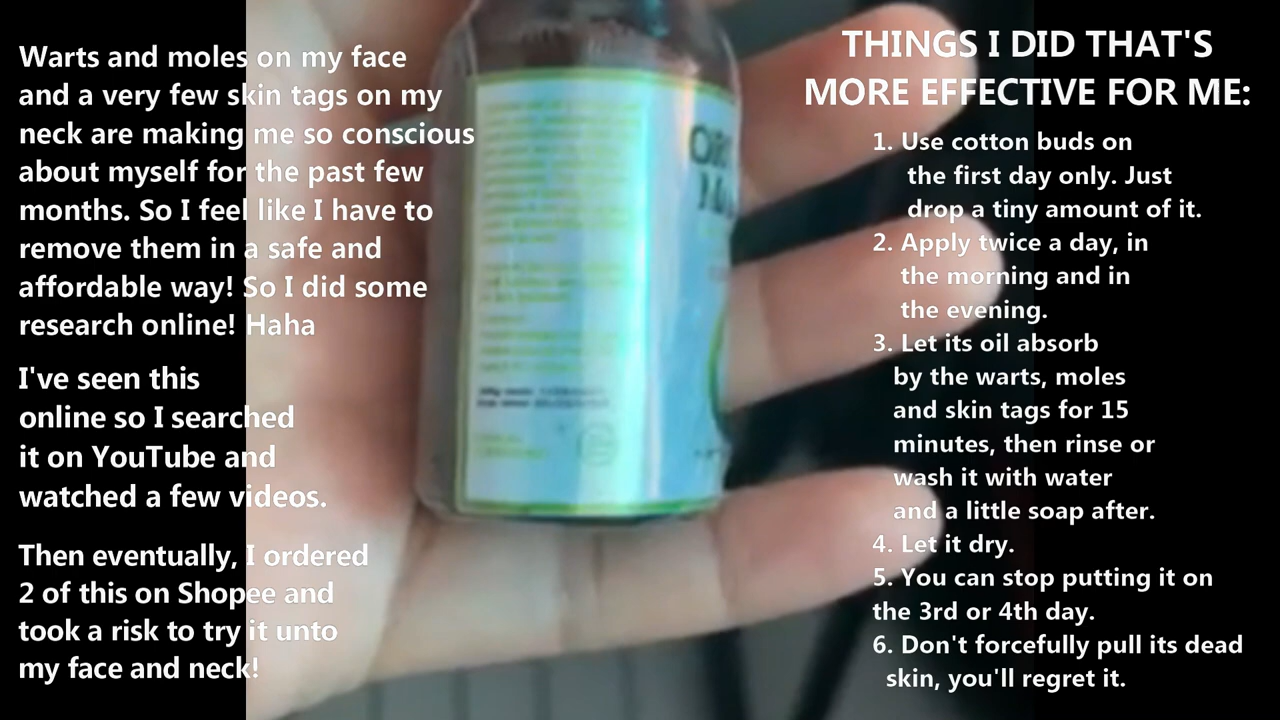 Warts and moles on my face
and a very few skin tags on my
neck are making me so conscious
about myself for the past few
months. So I feel like I have to
remove them in a safe and
affordable way! So I did some
research online! Haha
I've seen this
online so I searched
it on YouTube and
watched a few videos.
Then eventually, I ordered
2 of this on Shopee and
took a risk to try it unto
my face and neck!
THINGS I DID THAT'S
MORE EFFECTIVE FOR ME:
1. Use cotton buds on
the first day only. Just
drop a tiny amount of it.
2. Apply twice a day, in
the morning and in
the evening.
3. Let its oil absorb
by the warts, moles
and skin tags for 15
minutes, then rinse or
wash it with water
and a little soap after.
4. Let it dry.
5. You can stop putting it on
the 3rd or 4th day.
6. Don't forcefully pull its dead
skin, you'll regret it.